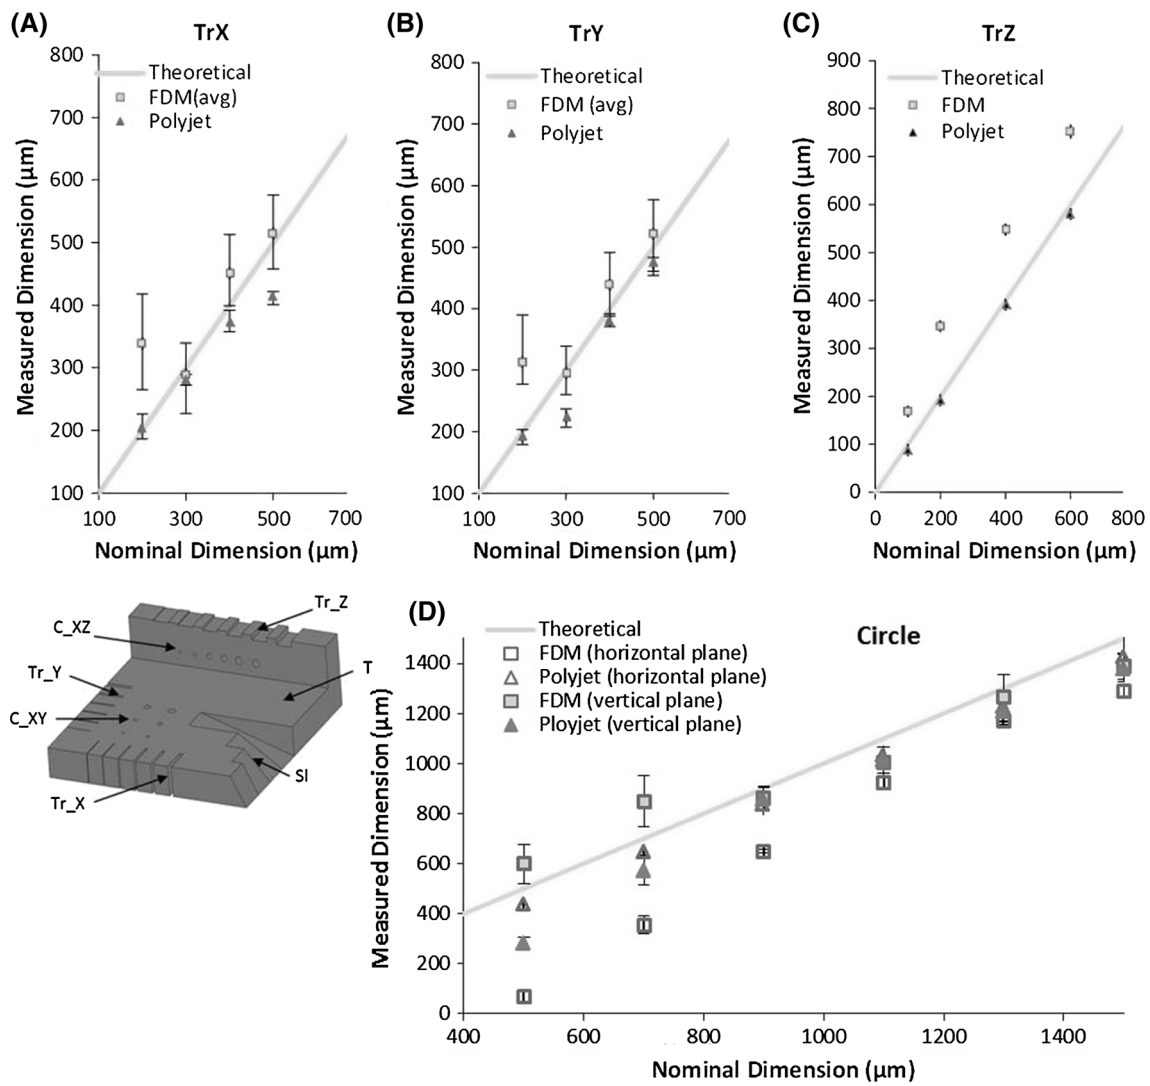 (A)
TrX
Theoretical
FDM(avg)
Polyjet
Measured Dimension (µm)
800
700
600
500
400
300
200
100
100 300 500 700
Nominal Dimension (µm)
(B)
TrY
Theoretical
FDM (avg)
Polyjet
Measured Dimension (µm)
800
700
600
500
400
300
200
100
100 300 500 700
Nominal Dimension (µm)
(C)
TrZ
Theoretical
FDM
Polyjet
Measured Dimension (µm)
900
800
700
600
500
400
300
200
100
0
0 200 400 600 800
Nominal Dimension (µm)
Tr_Z
C_XZ
Tr_Y
T
C_XY
Sl
Tr_X
(D)
Circle
Theoretical
FDM (horizontal plane)
Polyjet (horizontal plane)
FDM (vertical plane)
Ployjet (vertical plane)
Measured Dimension (µm)
1400
1200
1000
800
600
400
200
0
400 600 800 1000 1200 1400
Nominal Dimension (µm)